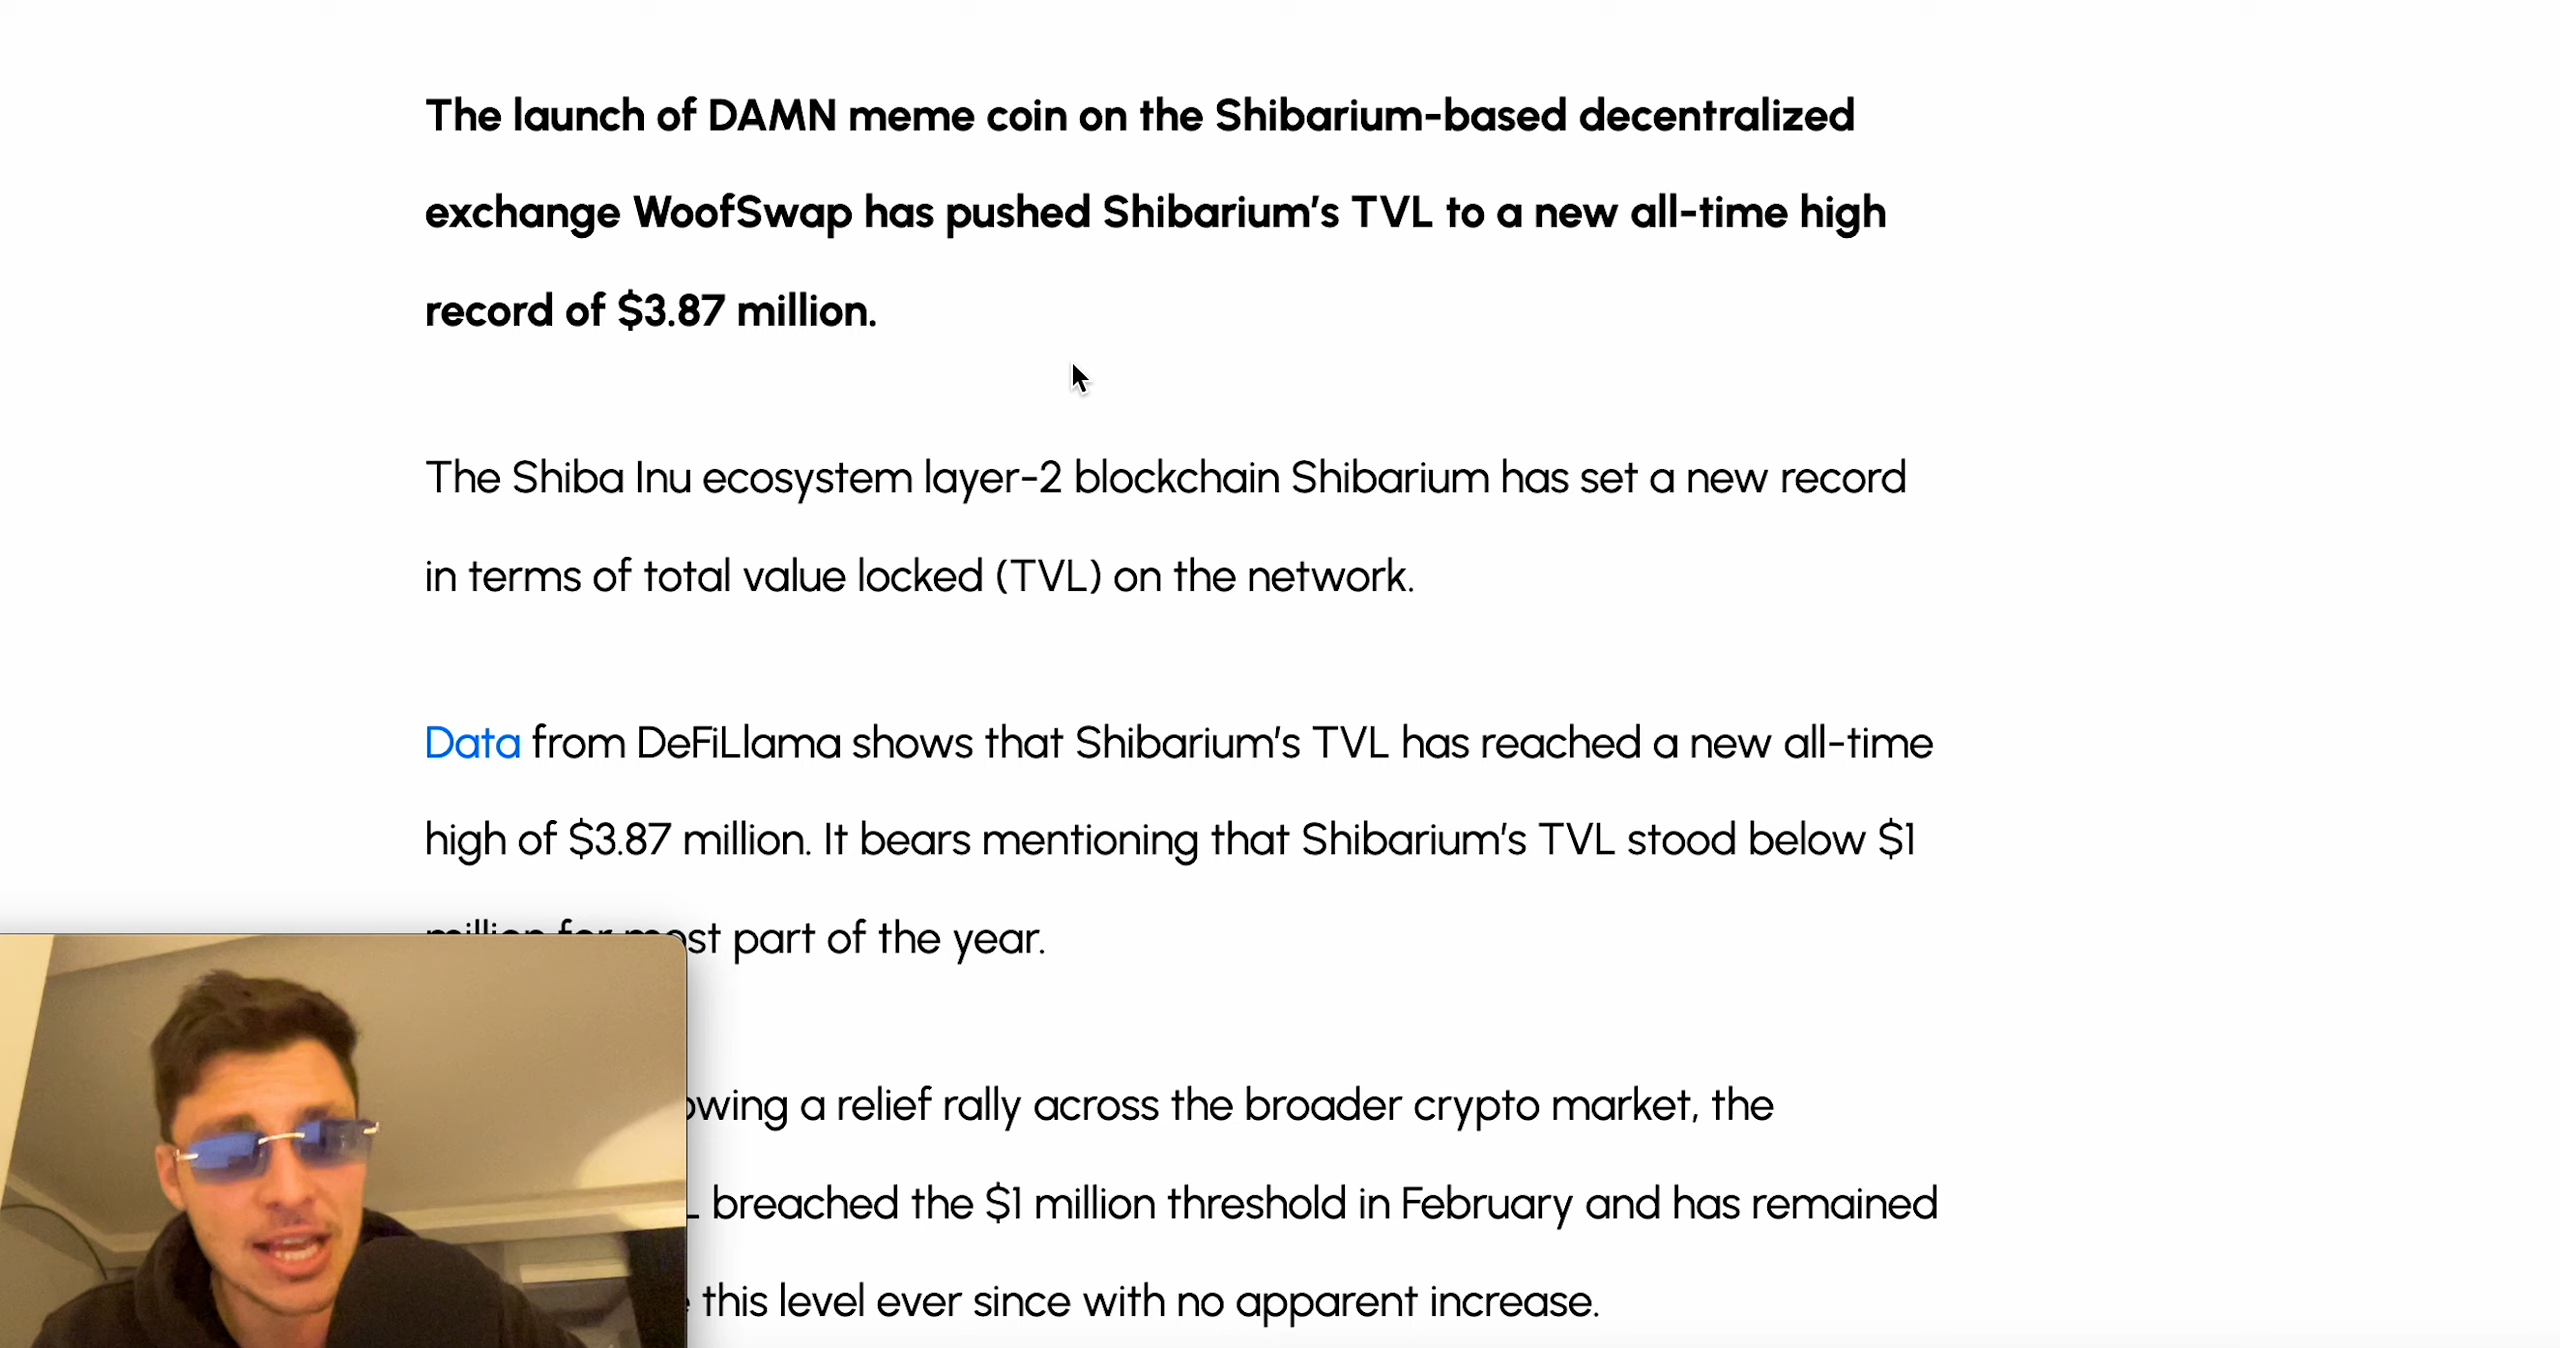 The launch of DAMN meme coin on the Shibarium-based decentralized
exchange WoofSwap has pushed Shibarium's TVL to a new all-time high
record of $3.87 million.
The Shiba Inu ecosystem layer-2 blockchain Shibarium has set a new record
in terms of total value locked (TVL) on the network.
Data from DeFiLlama shows that Shibarium's TVL has reached a new all-time
high of $3.87 million. It bears mentioning that Shibarium's TVL stood below $1
million for most part of the year.
a relief rally across the broader crypto market, the
breached the $1 million threshold in February and has remained
this level ever since with no apparent increase.